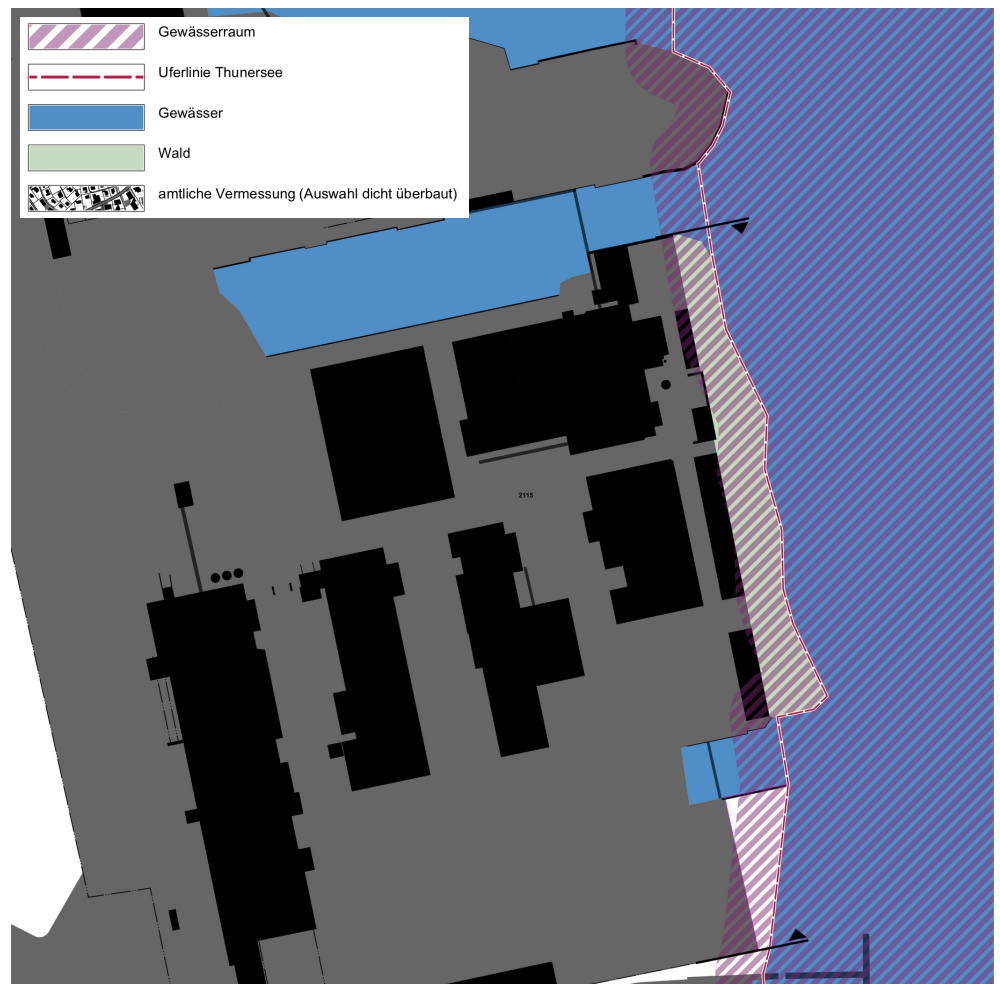 Gewässerraum
Uferlinie Thunersee
Gewässer
Wald
amtliche Vermessung (Auswahl dicht überbaut)
2115